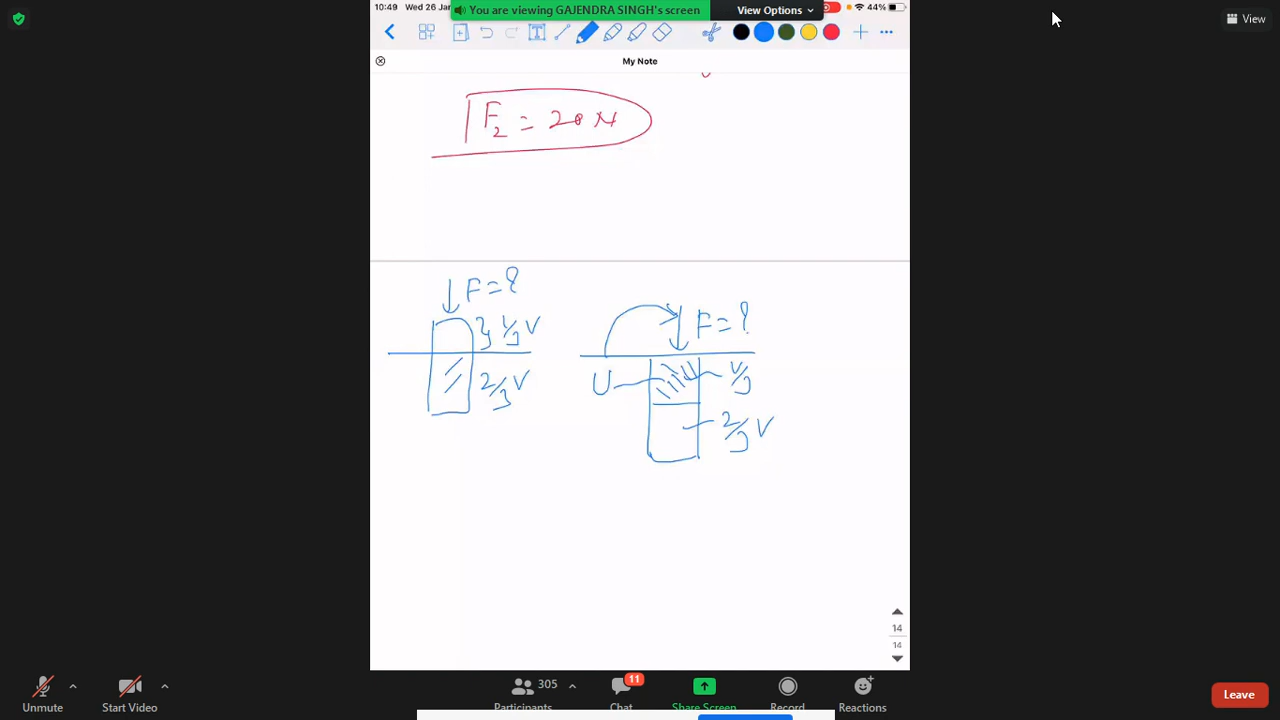 10:49 Wed 26 Jan
You are viewing GAJENDRA SINGH's screen
View Options
44%
View
My Note
F2 = 20 N
F = ?
1/3 V
2/3 V
F = ?
U
V/3
2/3 V
14
14
Unmute
Start Video
305
Participants
11
Chat
Share Screen
Record
Reactions
Leave